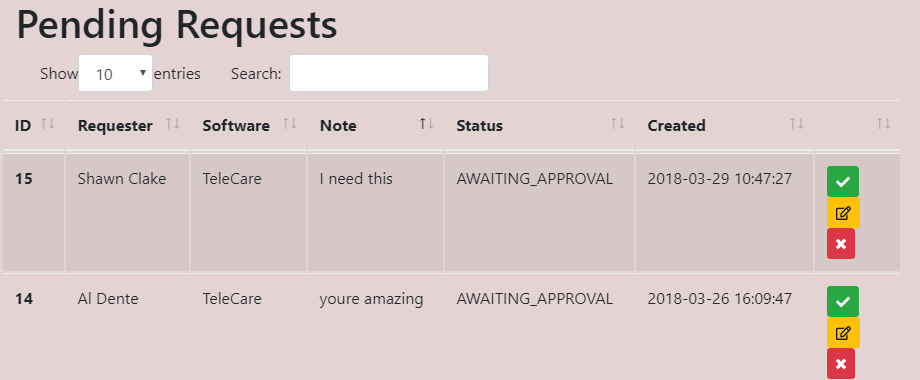 Pending Requests
Show 10 entries Search:
ID Requester Software Note Status Created
15 Shawn Clake TeleCare I need this AWAITING_APPROVAL 2018-03-29 10:47:27
14 Al Dente TeleCare youre amazing AWAITING_APPROVAL 2018-03-26 16:09:47